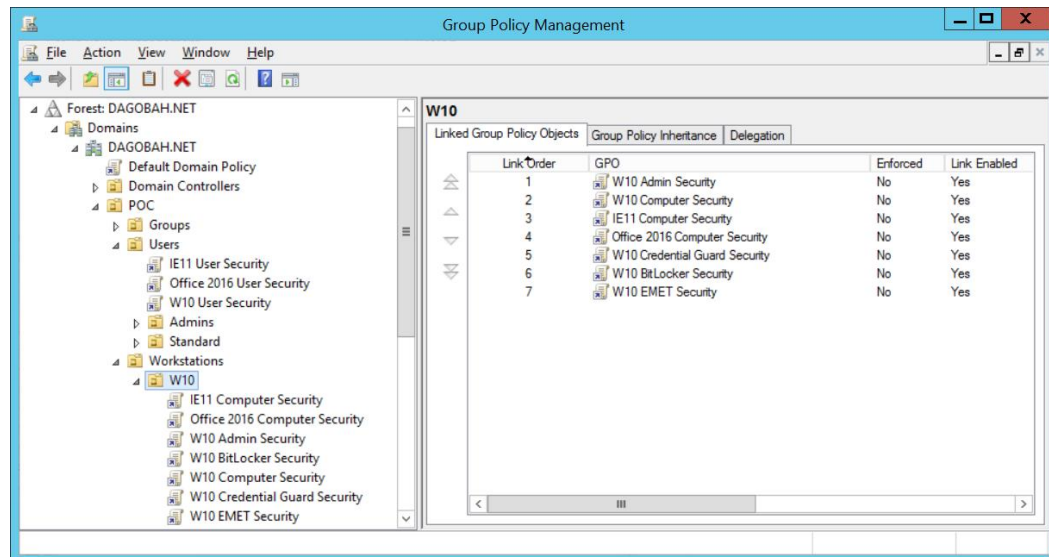 Group Policy Management
File Action View Window Help
Forest: DAGOBAH.NET
Domains
DAGOBAH.NET
Default Domain Policy
Domain Controllers
POC
Groups
Users
IE11 User Security
Office 2016 User Security
W10 User Security
Admins
Standard
Workstations
W10
IE11 Computer Security
Office 2016 Computer Security
W10 Admin Security
W10 BitLocker Security
W10 Computer Security
W10 Credential Guard Security
W10 EMET Security
W10
Linked Group Policy Objects Group Policy Inheritance Delegation
Link Order GPO Enforced Link Enabled
1 W10 Admin Security No Yes
2 W10 Computer Security No Yes
3 IE11 Computer Security No Yes
4 Office 2016 Computer Security No Yes
5 W10 Credential Guard Security No Yes
6 W10 BitLocker Security No Yes
7 W10 EMET Security No Yes